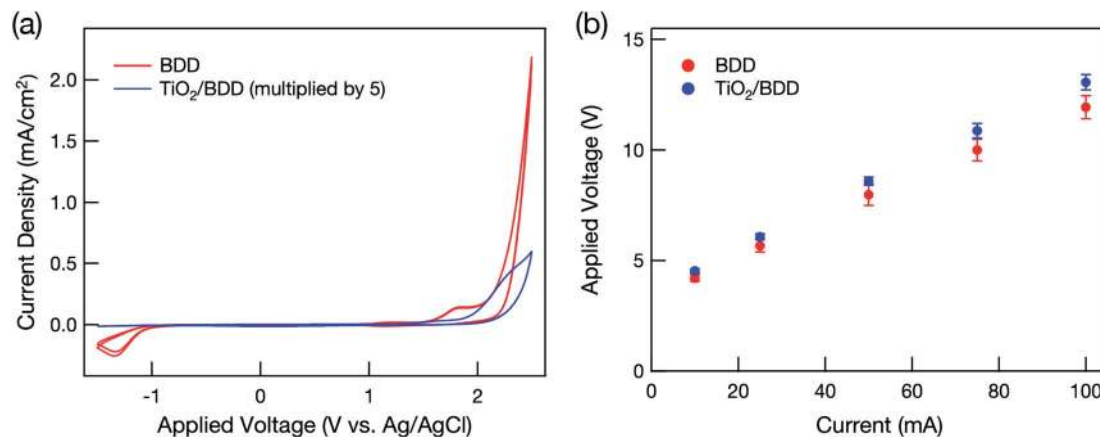 (a)
BDD
TiO₂/BDD (multiplied by 5)
Current Density (mA/cm²)
2.0
1.5
1.0
0.5
0.0
-1
0
1
2
Applied Voltage (V vs. Ag/AgCl)
(b)
BDD
TiO₂/BDD
Applied Voltage (V)
15
10
5
0
0
20
40
60
80
100
Current (mA)